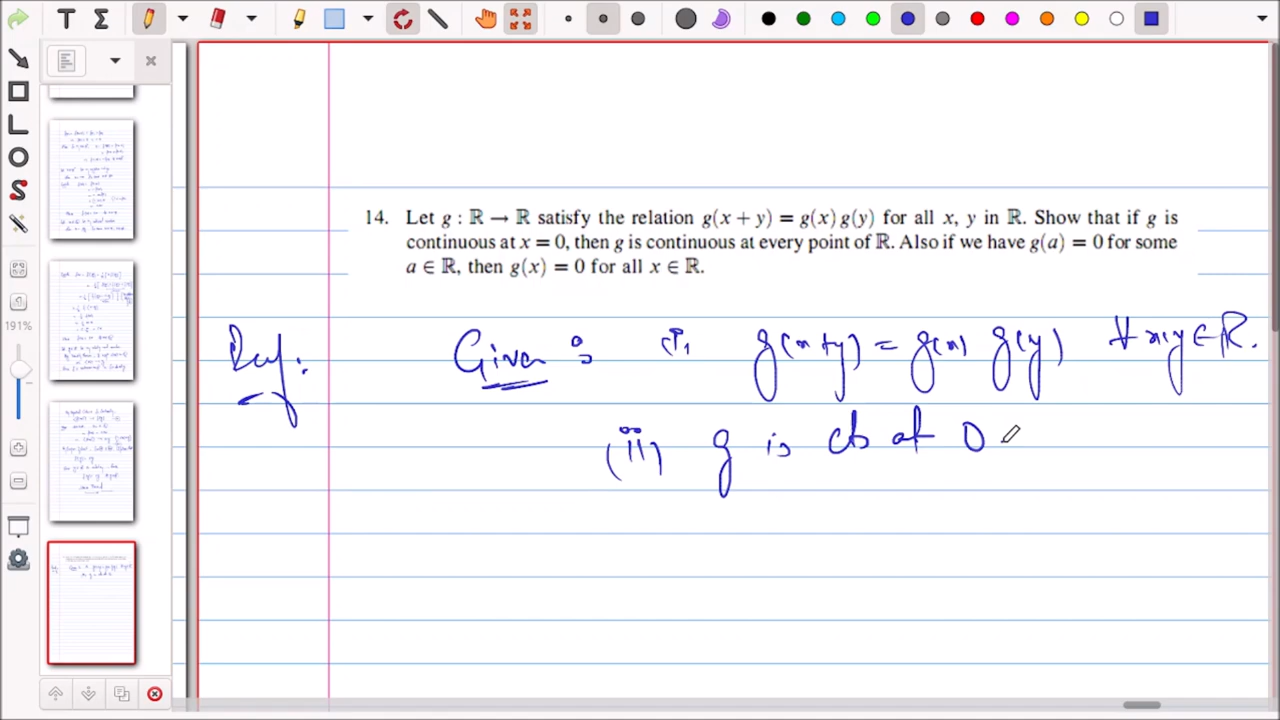 14. Let g : ℝ → ℝ satisfy the relation g(x + y) = g(x) g(y) for all x, y in ℝ. Show that if g is
continuous at x = 0, then g is continuous at every point of ℝ. Also if we have g(a) = 0 for some
a ∈ ℝ, then g(x) = 0 for all x ∈ ℝ.
Given : (i) g(x+y) = g(x) g(y) ∀ x,y ∈ ℝ.
(ii) g is cts at 0
191%